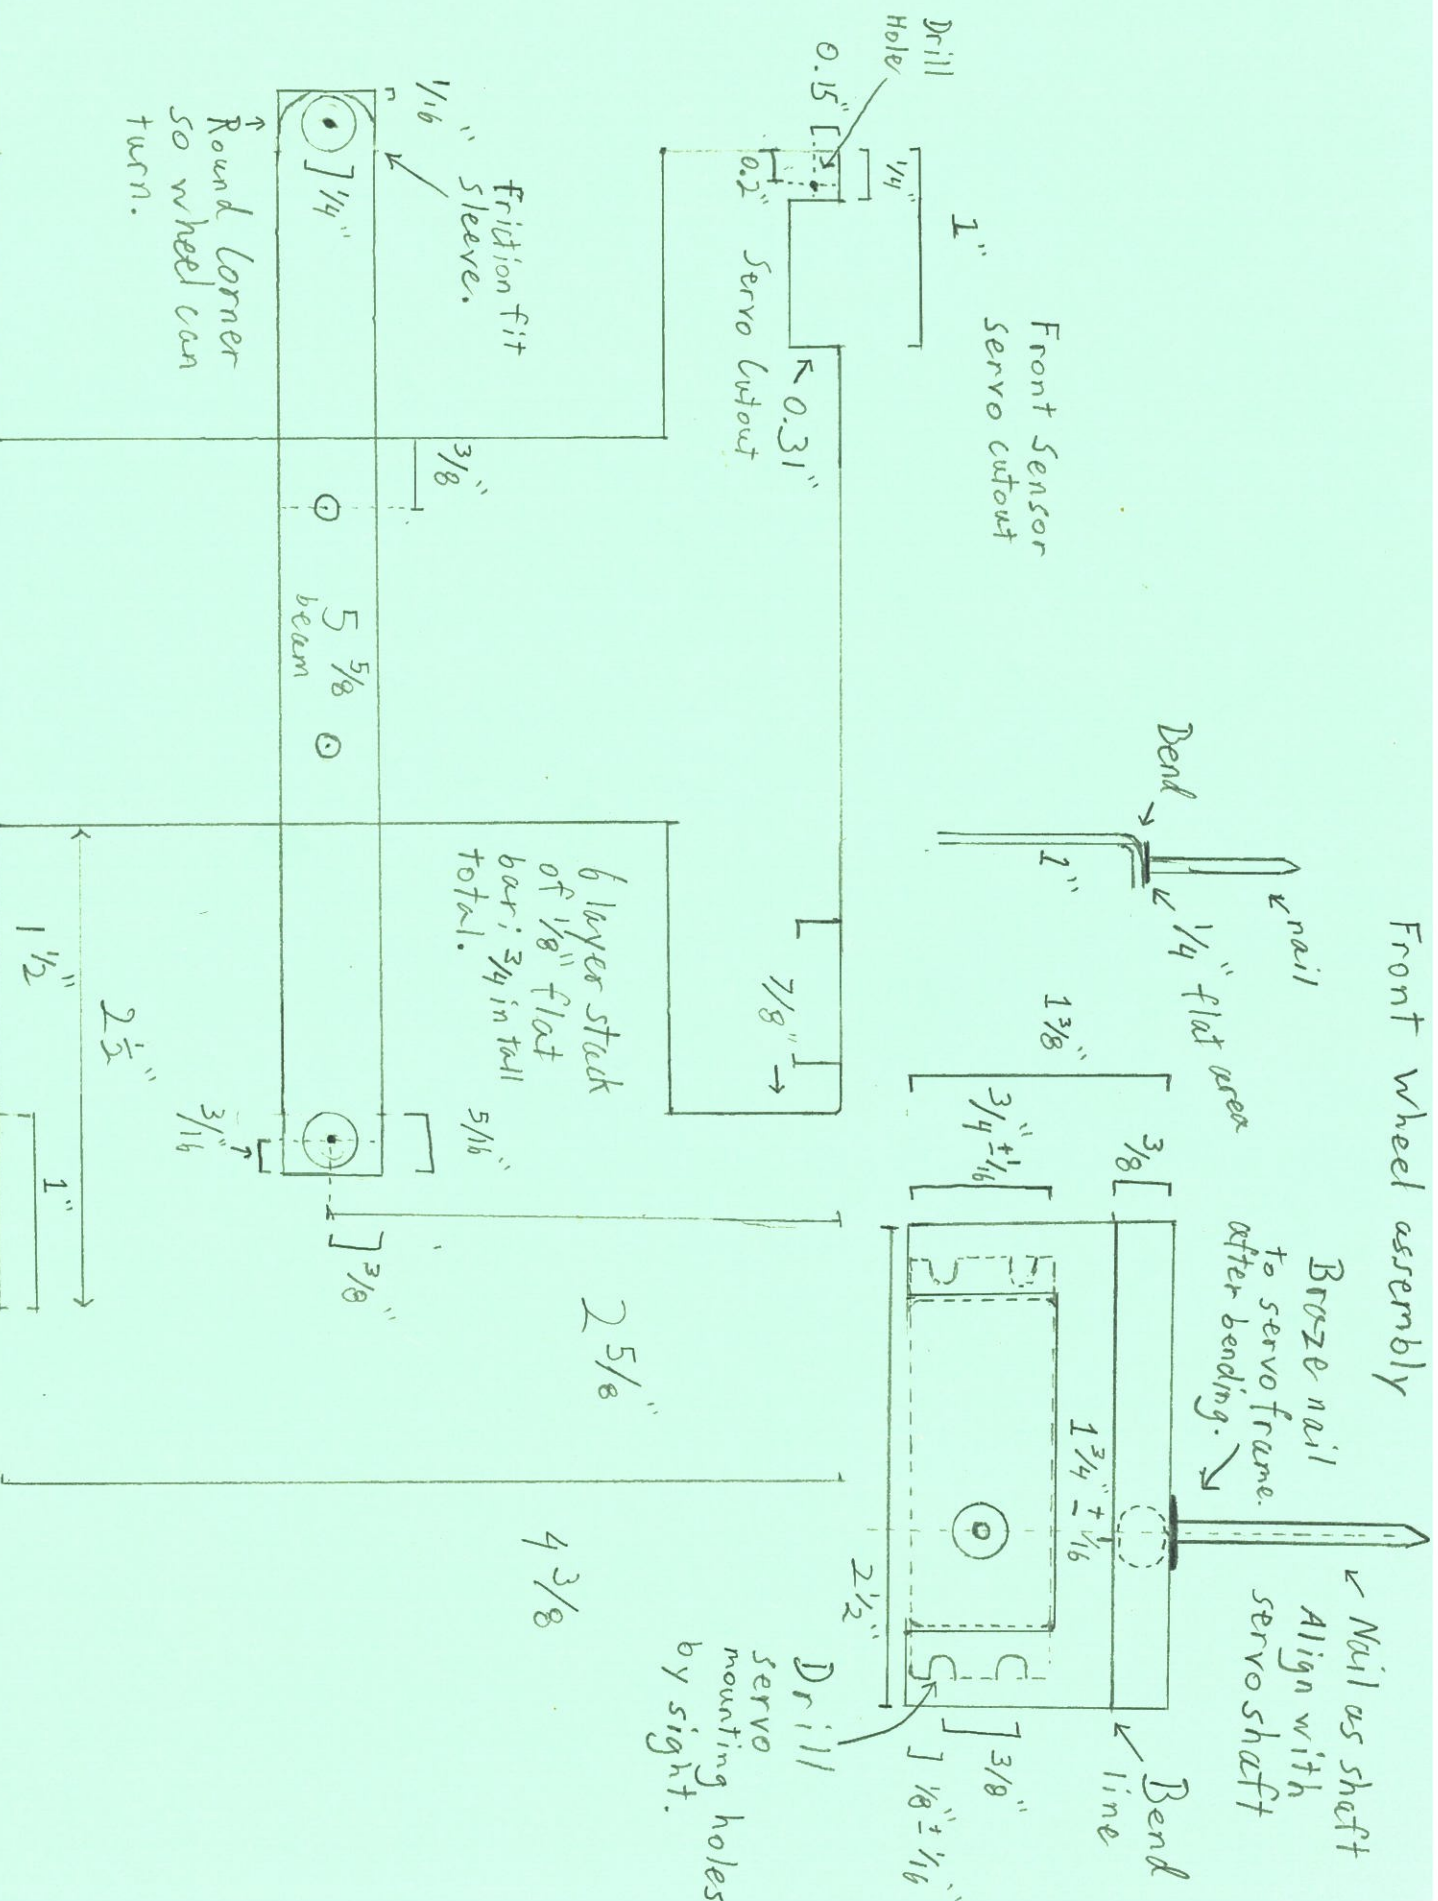 Front wheel assembly
Nail as shaft
Align with
servo shaft
Braze nail
to servo frame.
after bending.
Bend
line
nail
Bend
1/4" flat area
1"
1 3/8"
3/8
3/4" ± 1/16
1 3/4" ± 1/16
2 1/2"
3/8"
1/8" ± 1/16"
Drill
servo
mounting holes
by sight.
Front Sensor
servo cutout
1"
Drill
Hole
0.15"
1/4"
0.2"
Servo Cutout
0.31"
7/8"
6 layer stack
of 1/8" flat
bar; 3/4 in tall
total.
2 5/8"
4 3/8
friction fit
sleeve.
1/16"
1/4"
3/8"
5 5/8
beam
5/16"
3/8"
3/16"
Round Corner
so wheel can
turn.
2 1/2"
1 1/2"
1"